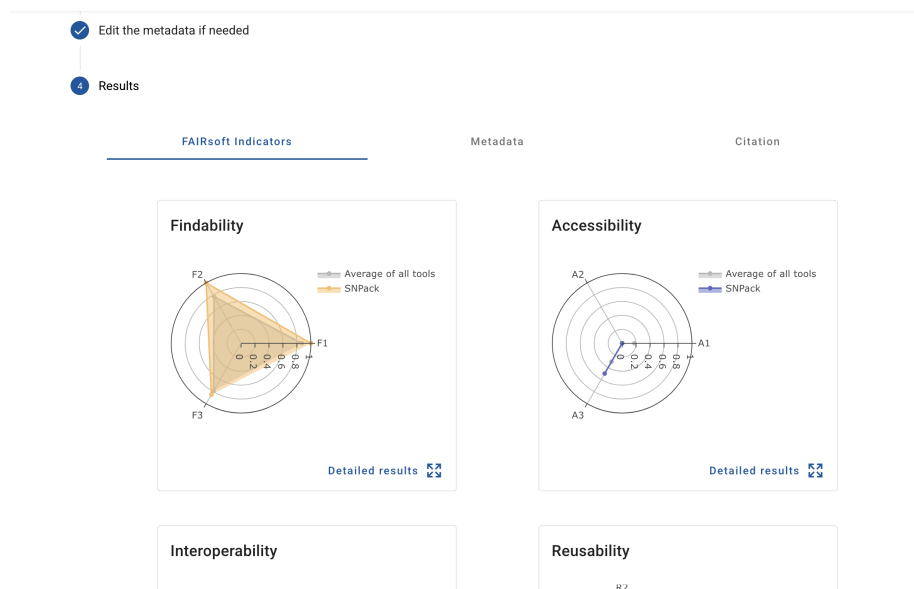 Edit the metadata if needed
4 Results
FAIRsoft Indicators Metadata Citation
Findability
F2
Average of all tools
SNPack
F1
0 0.2 0.4 0.6 0.8 1
F3
Detailed results
Accessibility
A2
Average of all tools
SNPack
A1
0 0.2 0.4 0.6 0.8 1
A3
Detailed results
Interoperability
Reusability
R2